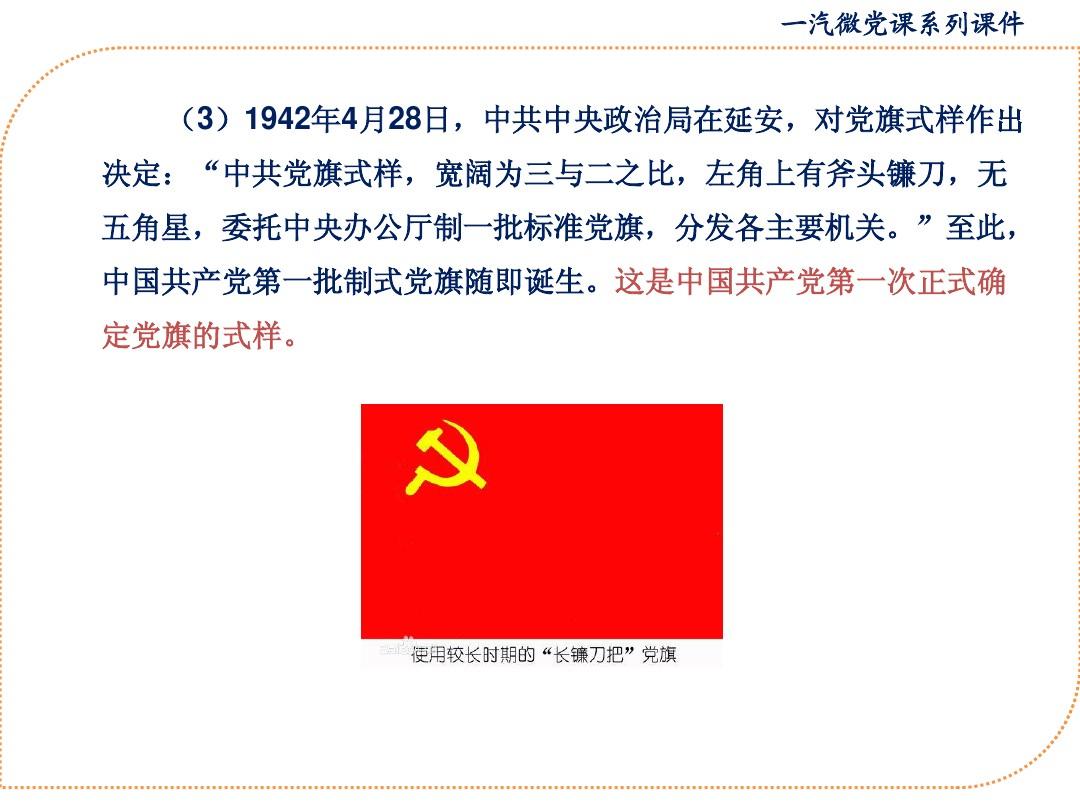 一汽微党课系列课件
（3）1942年4月28日，中共中央政治局在延安，对党旗式样作出
决定：“中共党旗式样，宽阔为三与二之比，左角上有斧头镰刀，无
五角星，委托中央办公厅制一批标准党旗，分发各主要机关。”至此，
中国共产党第一批制式党旗随即诞生。这是中国共产党第一次正式确
定党旗的式样。
使用较长时期的“长镰刀把”党旗